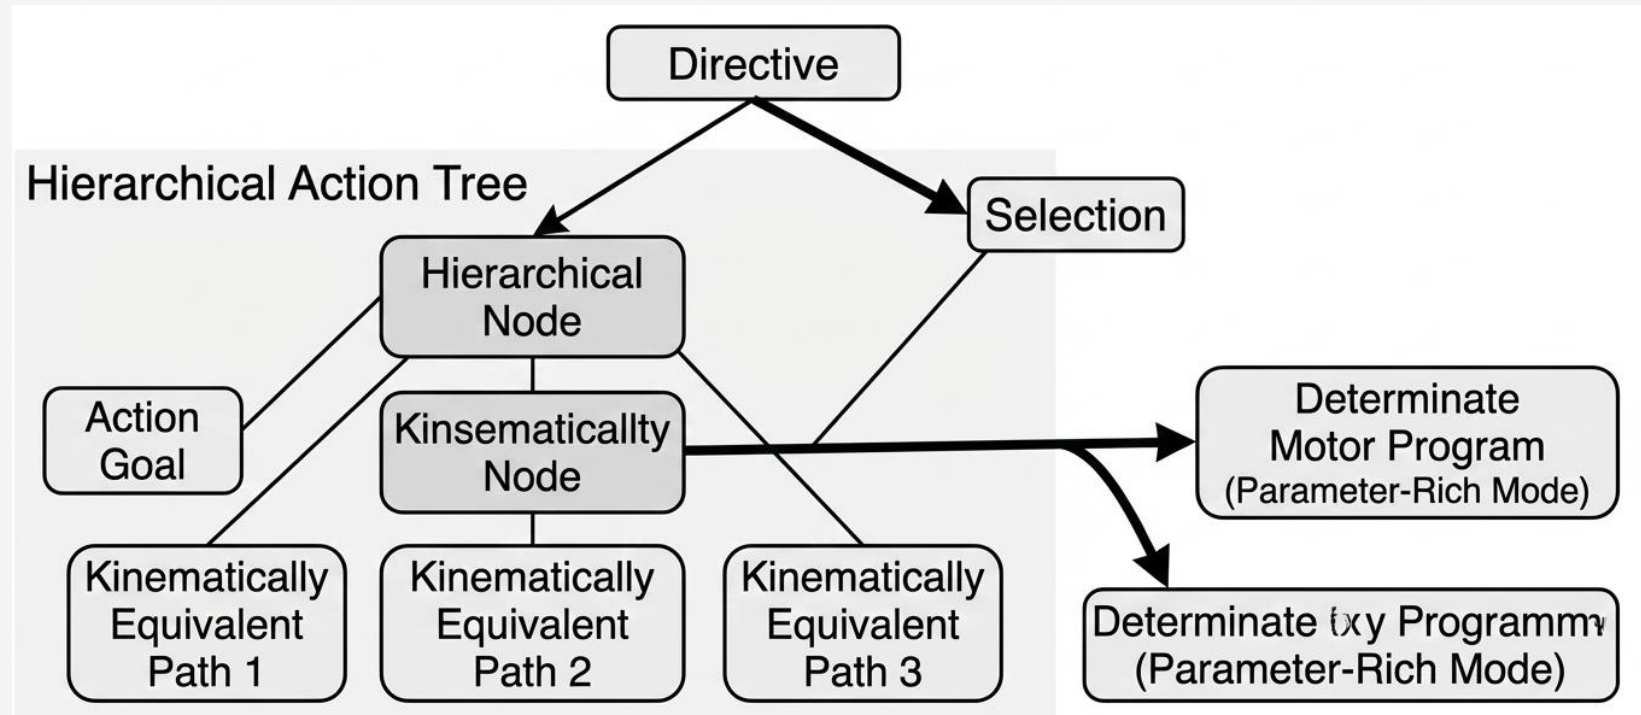 Directive
Hierarchical Action Tree
Selection
Hierarchical
Node
Action
Goal
Kinsematicallty
Node
Determinate
Motor Program
(Parameter-Rich Mode)
Kinematically
Equivalent
Path 1
Kinematically
Equivalent
Path 2
Kinematically
Equivalent
Path 3
Determinate
(Parameter-Rich Mode)